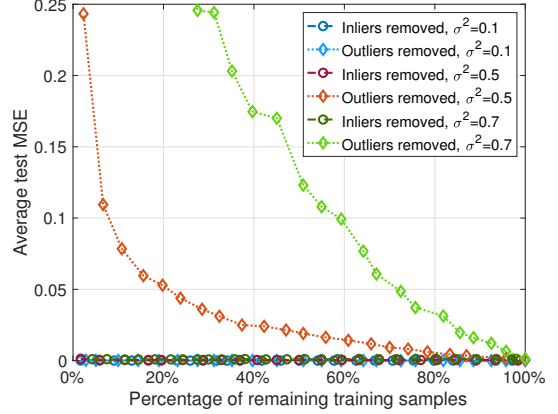 0.25
0.2
0.15
0.1
0.05
0
Average test MSE
Inliers removed, σ²=0.1
Outliers removed, σ²=0.1
Inliers removed, σ²=0.5
Outliers removed, σ²=0.5
Inliers removed, σ²=0.7
Outliers removed, σ²=0.7
0% 20% 40% 60% 80% 100%
Percentage of remaining training samples